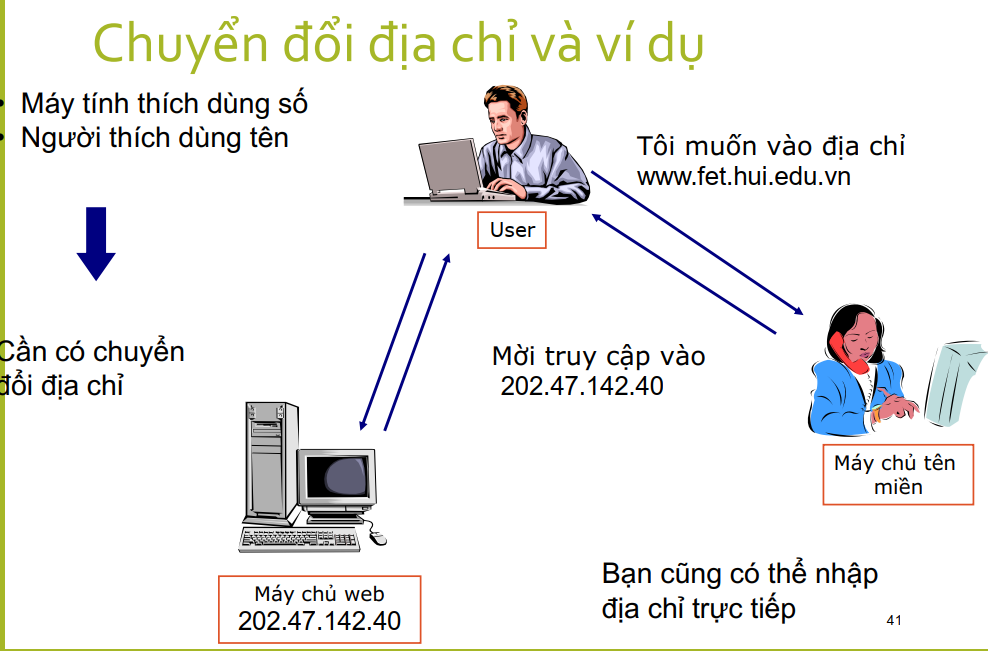 Chuyển đổi địa chỉ và ví dụ
• Máy tính thích dùng số
• Người thích dùng tên
Tôi muốn vào địa chỉ
www.fet.hui.edu.vn
User
Cần có chuyển
đổi địa chỉ
Mời truy cập vào
202.47.142.40
Máy chủ tên
miền
Máy chủ web
202.47.142.40
Bạn cũng có thể nhập
địa chỉ trực tiếp
41